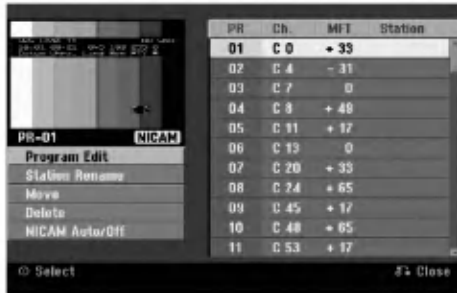 PR-01 NICAM
Program Edit
Station Rename
Move
Delete
NICAM Auto/Off
PR Ch. MFT Station
01 C 0 + 33
02 C 4 - 31
03 C 7 0
04 C 8 + 48
05 C 11 + 17
06 C 13 0
07 C 20 + 33
08 C 24 + 65
09 C 45 + 17
10 C 48 + 65
11 C 53 + 17
Select
Close